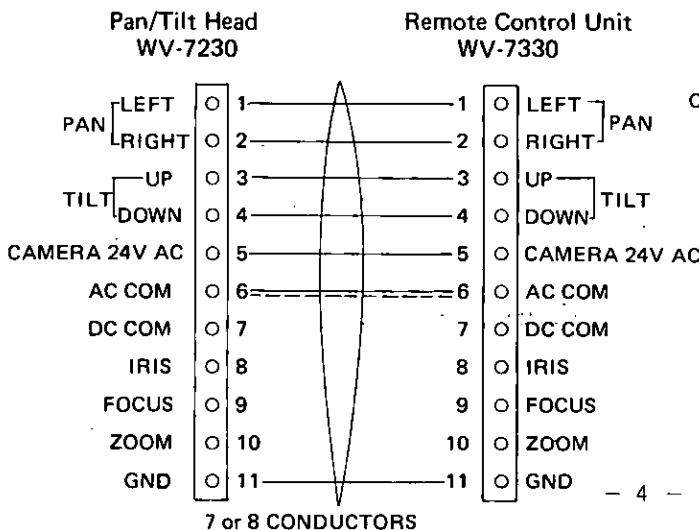 Pan/Tilt Head
WV-7230
Remote Control Unit
WV-7330
PAN
LEFT 1 1 LEFT
RIGHT 2 2 RIGHT
PAN
TILT
UP 3 3 UP
DOWN 4 4 DOWN
TILT
CAMERA 24V AC 5 5 CAMERA 24V AC
AC COM 6 6 AC COM
DC COM 7 7 DC COM
IRIS 8 8 IRIS
FOCUS 9 9 FOCUS
ZOOM 10 10 ZOOM
GND 11 11 GND
7 or 8 CONDUCTORS
– 4 –